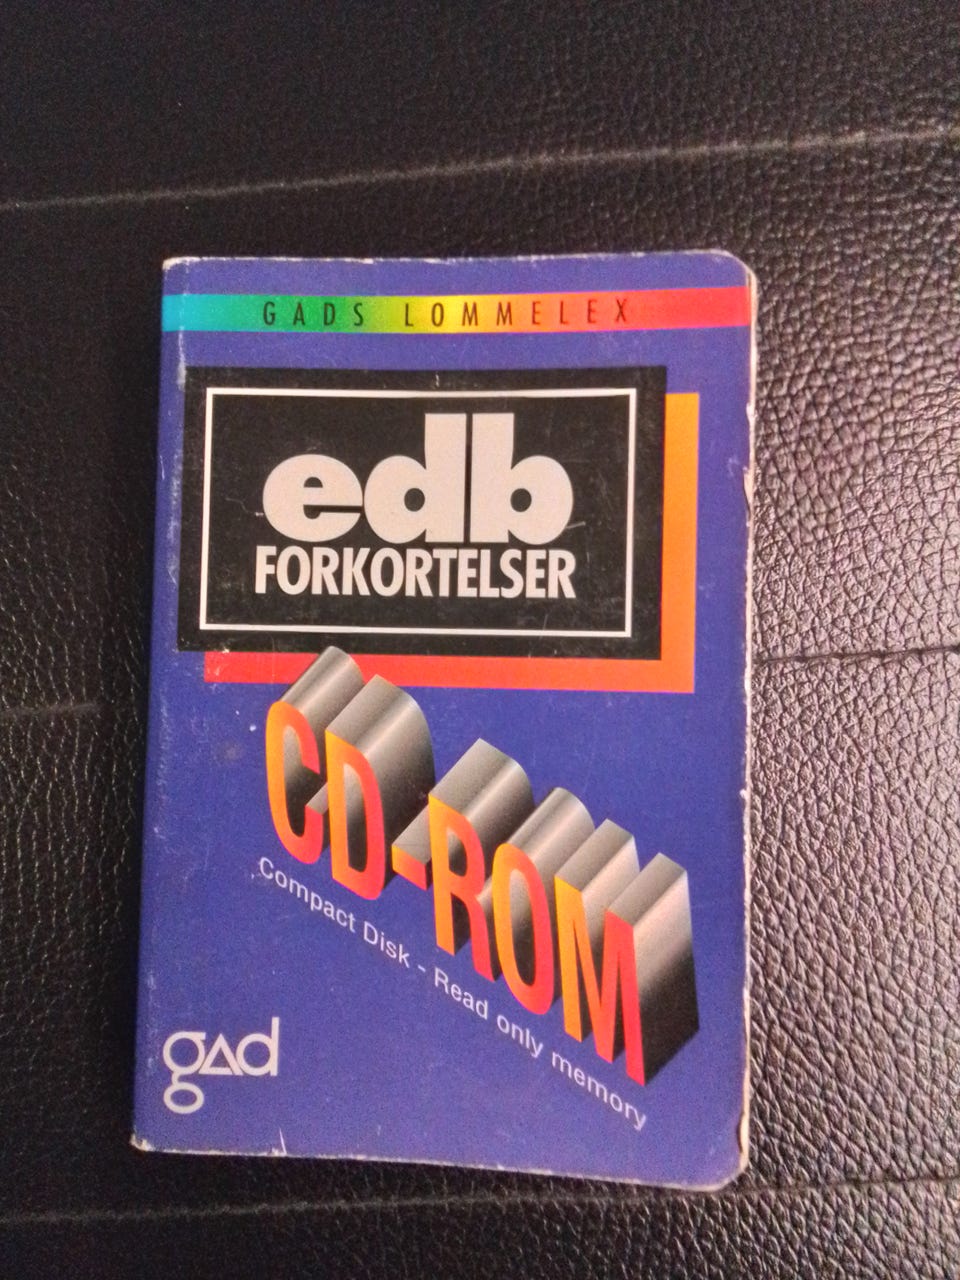 GADS LOMMELEX
edb
FORKORTELSER
CD-ROM
Compact Disk - Read only memory
gad